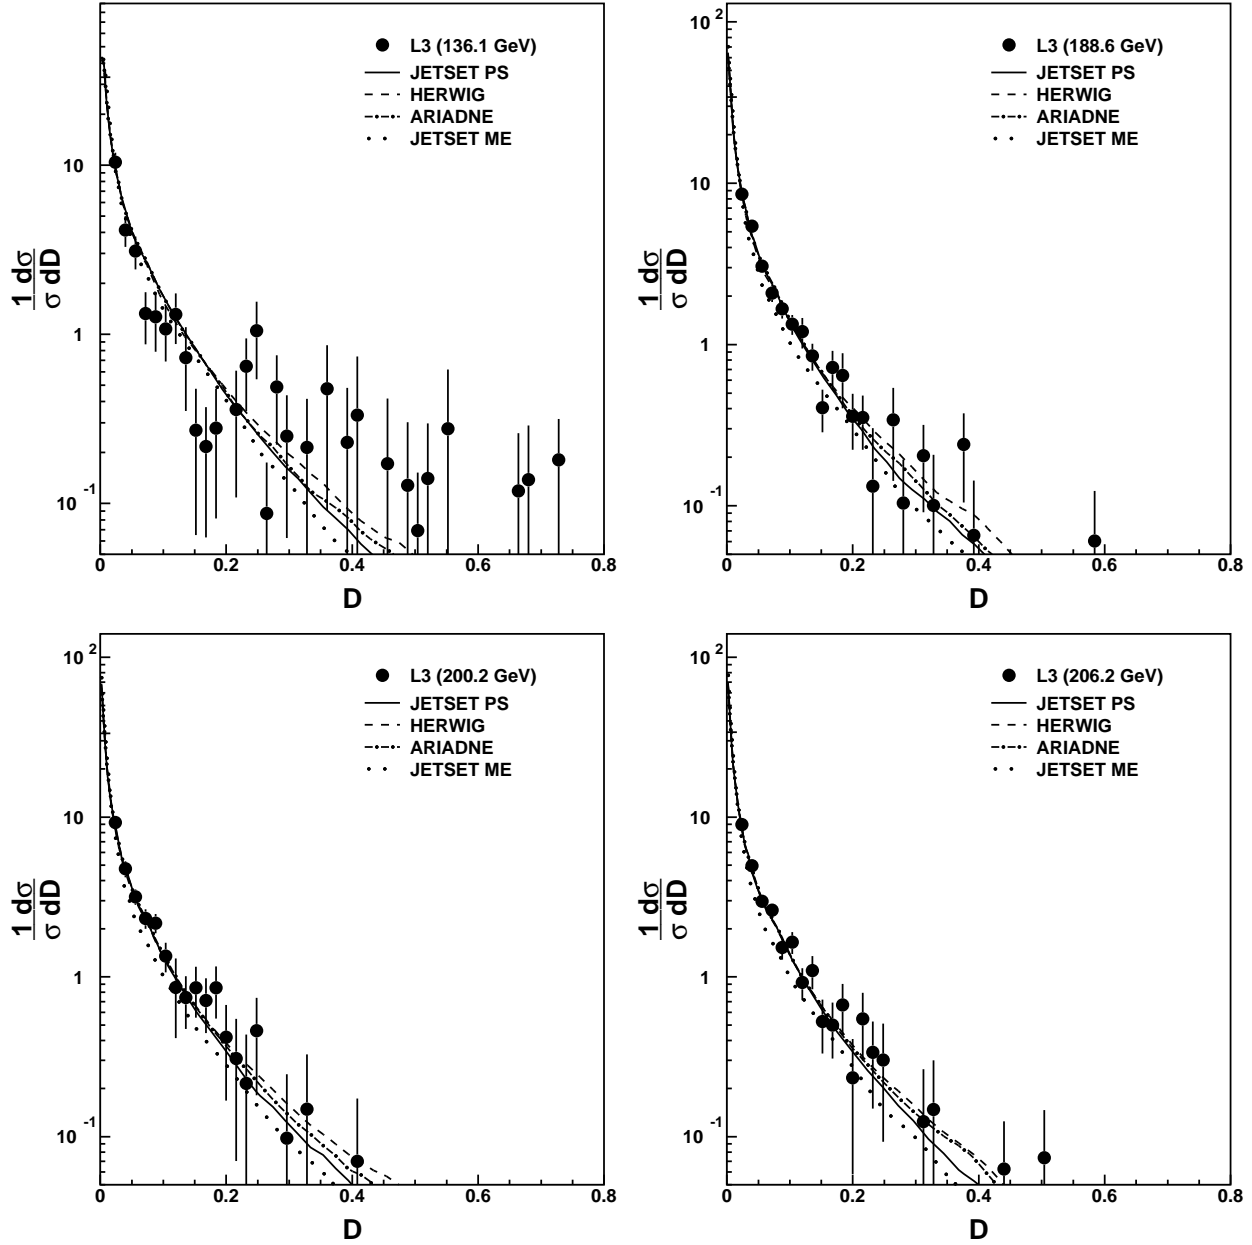 L3 (136.1 GeV)
JETSET PS
HERWIG
ARIADNE
JETSET ME
10
1
10 -1
1 dσ
σ dD
0 0.2 0.4 0.6 0.8
D
L3 (188.6 GeV)
JETSET PS
HERWIG
ARIADNE
JETSET ME
10 2
10
1
10 -1
1 dσ
σ dD
0 0.2 0.4 0.6 0.8
D
L3 (200.2 GeV)
JETSET PS
HERWIG
ARIADNE
JETSET ME
10 2
10
1
10 -1
1 dσ
σ dD
0 0.2 0.4 0.6 0.8
D
L3 (206.2 GeV)
JETSET PS
HERWIG
ARIADNE
JETSET ME
10 2
10
1
10 -1
1 dσ
σ dD
0 0.2 0.4 0.6 0.8
D